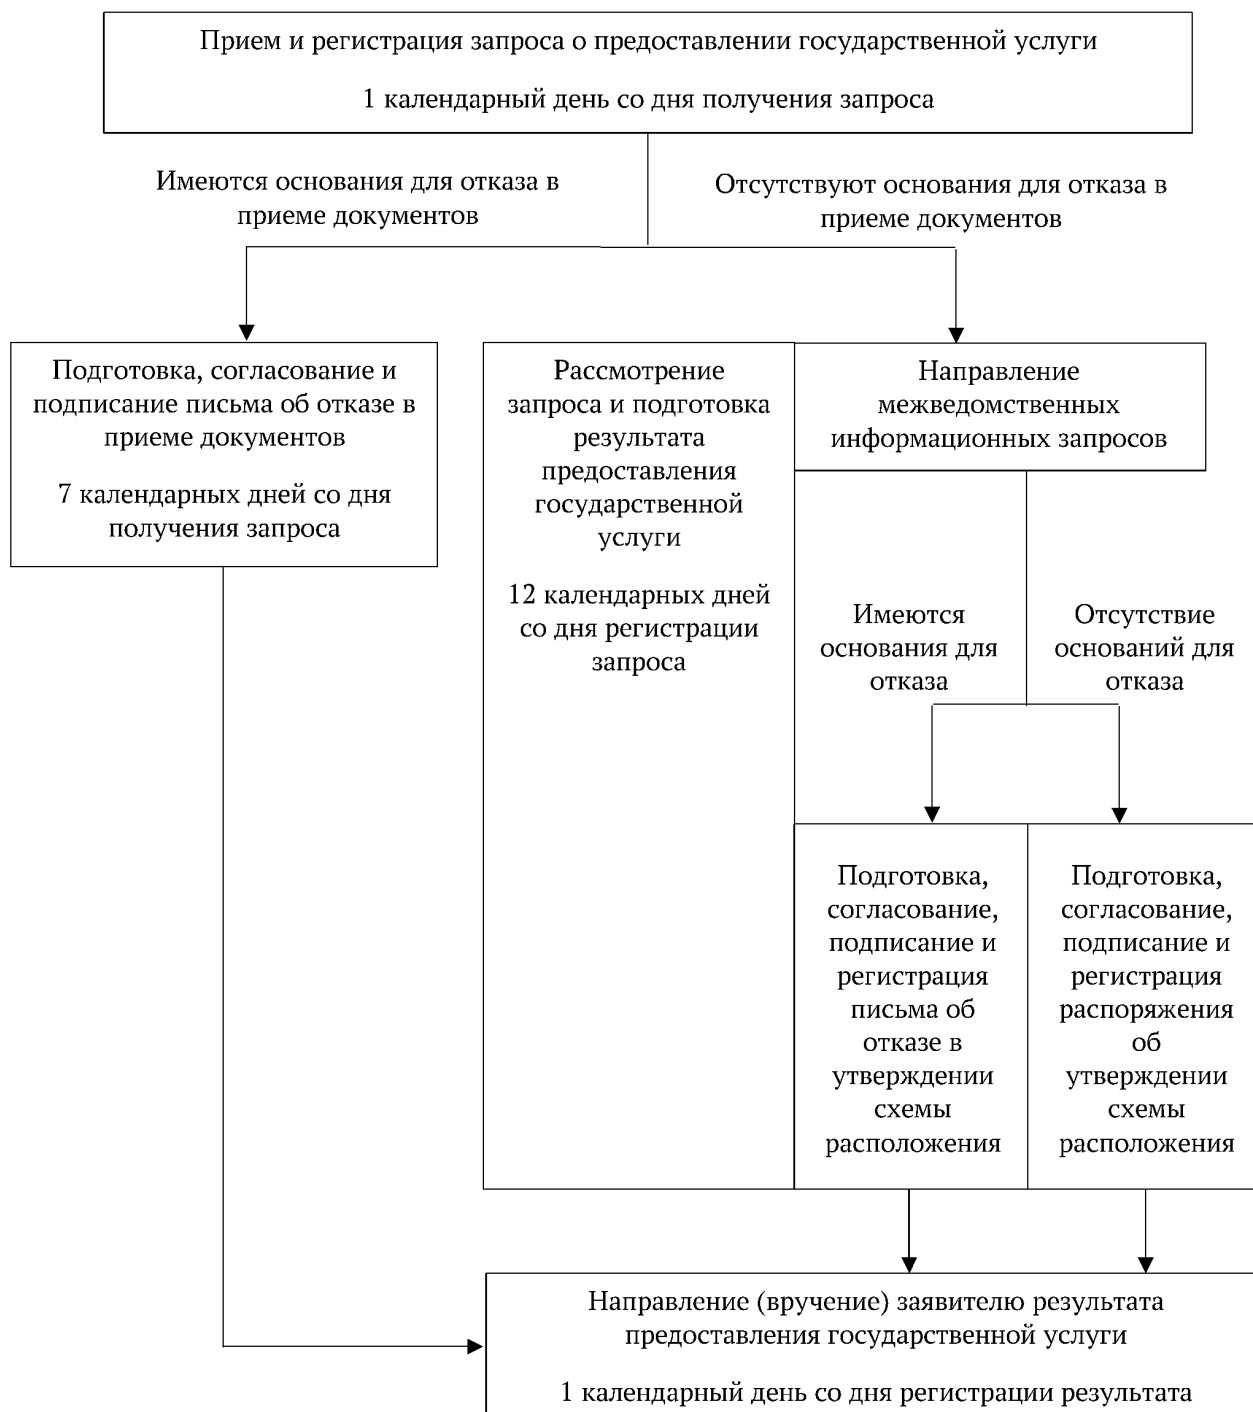 Прием и регистрация запроса о предоставлении государственной услуги
1 календарный день со дня получения запроса
Имеются основания для отказа в
приеме документов
Отсутствуют основания для отказа в
приеме документов
Подготовка, согласование и
подписание письма об отказе в
приеме документов
7 календарных дней со дня
получения запроса
Рассмотрение
запроса и подготовка
результата
предоставления
государственной
услуги
12 календарных дней
со дня регистрации
запроса
Направление
межведомственных
информационных запросов
Имеются
основания для
отказа
Отсутствие
оснований для
отказа
Подготовка,
согласование,
подписание и
регистрация
письма об
отказе в
утверждении
схемы
расположения
Подготовка,
согласование,
подписание и
регистрация
распоряжения
об
утверждении
схемы
расположения
Направление (вручение) заявителю результата
предоставления государственной услуги
1 календарный день со дня регистрации результата